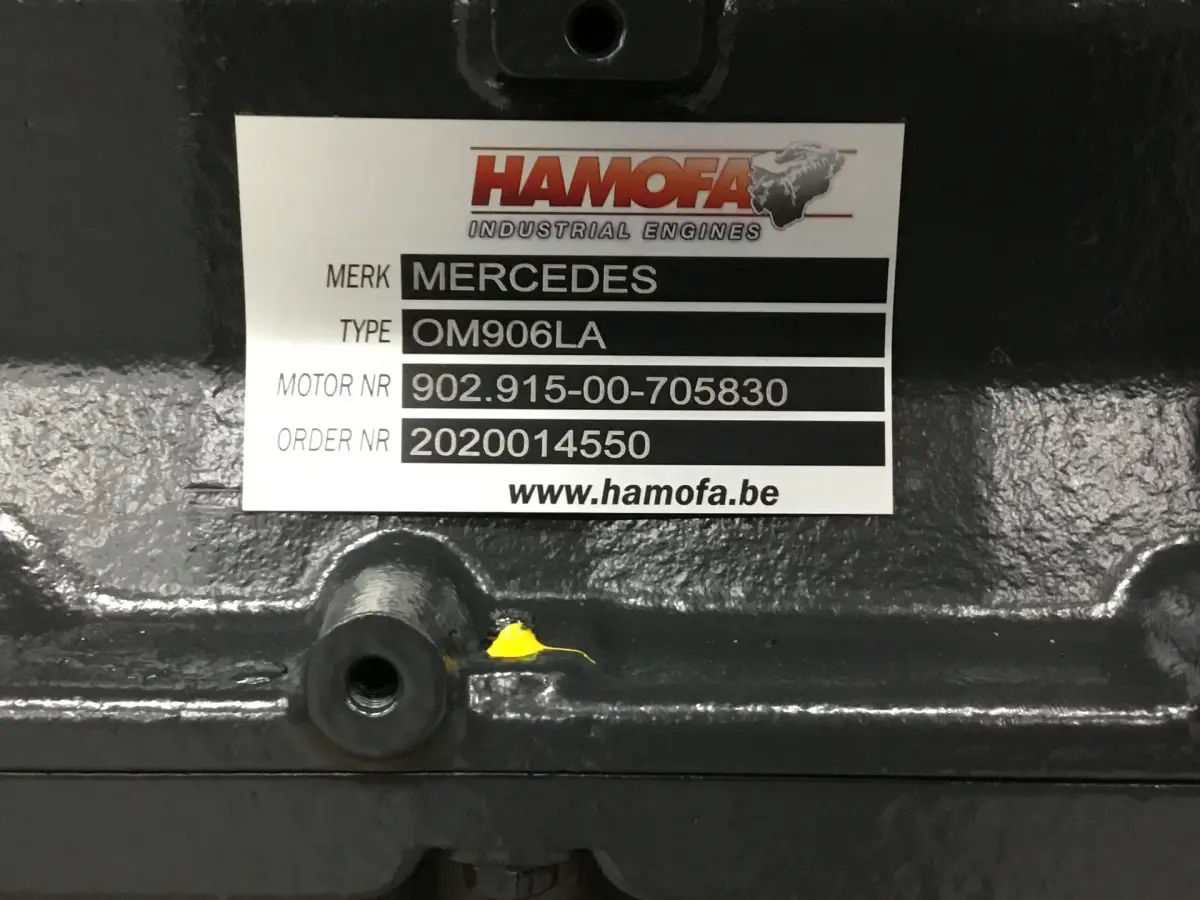 HAMOFA
INDUSTRIAL ENGINES
MERK MERCEDES
TYPE OM906LA
MOTOR NR 902.915-00-705830
ORDER NR 2020014550
www.hamofa.be